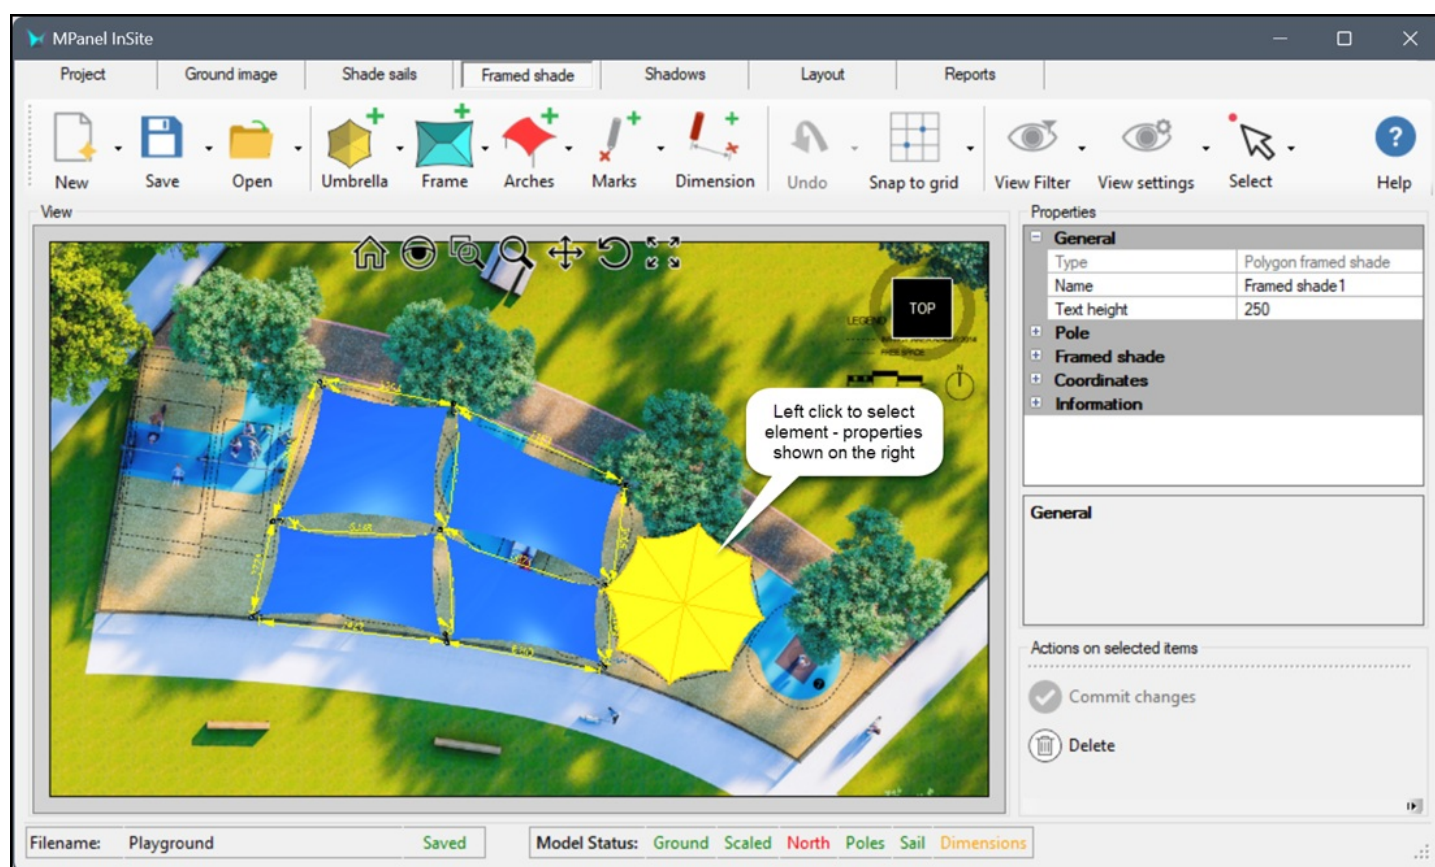 MPanel InSite
Project Ground image Shade sails Framed shade Shadows Layout Reports
New Save Open Umbrella Frame Arches Marks Dimension Undo Snap to grid View Filter View settings Select Help
View
TOP
LEGEND
FREE SPACE
N
Left click to select
element - properties
shown on the right
Properties
General
Type Polygon framed shade
Name Framed shade1
Text height 250
Pole
Framed shade
Coordinates
Information
General
Actions on selected items
Commit changes
Delete
Filename: Playground Saved Model Status: Ground Scaled North Poles Sail Dimensions